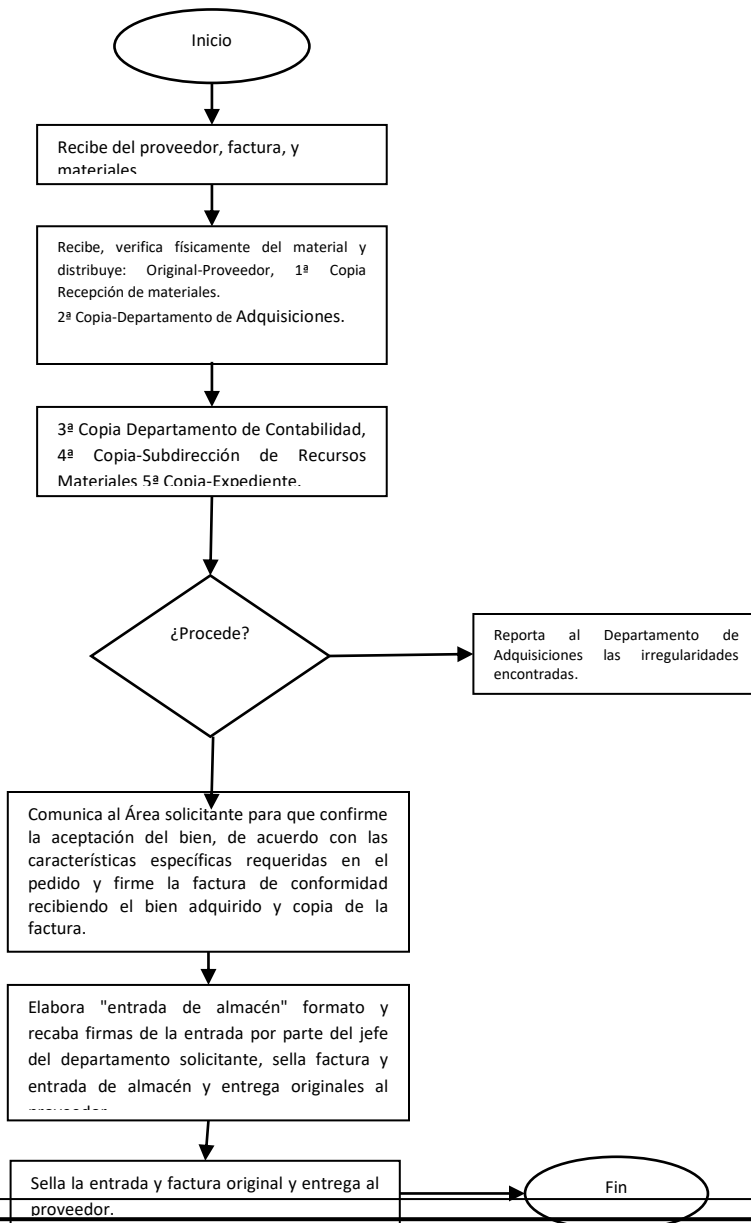 Inicio
Recibe del proveedor, factura, y
materiales
Recibe, verifica físicamente del material y
distribuye: Original-Proveedor, 1ª Copia
Recepción de materiales.
2ª Copia-Departamento de Adquisiciones.
3ª Copia Departamento de Contabilidad,
4ª Copia-Subdirección de Recursos
Materiales 5ª Copia-Expediente.
¿Procede?
Reporta al Departamento de
Adquisiciones las irregularidades
encontradas.
Comunica al Área solicitante para que confirme
la aceptación del bien, de acuerdo con las
características específicas requeridas en el
pedido y firme la factura de conformidad
recibiendo el bien adquirido y copia de la
factura.
Elabora "entrada de almacén" formato y
recaba firmas de la entrada por parte del jefe
del departamento solicitante, sella factura y
entrada de almacén y entrega originales al
Sella la entrada y factura original y entrega al
proveedor.
Fin